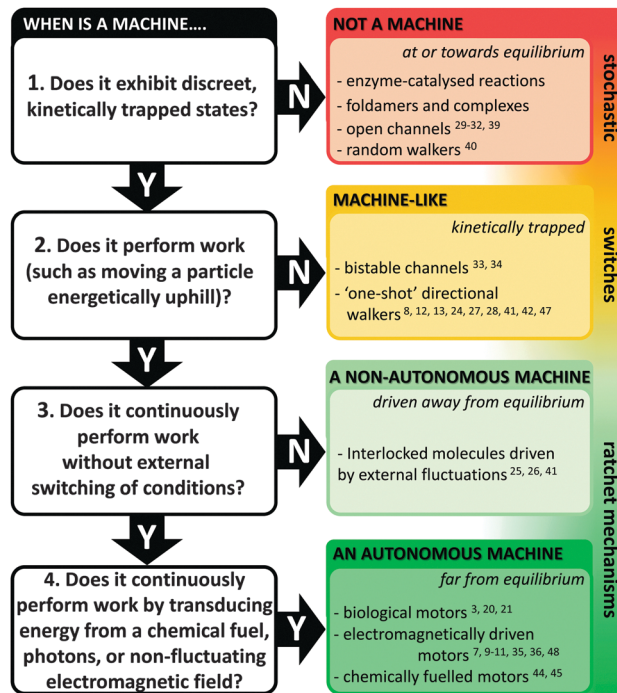 WHEN IS A MACHINE....
1. Does it exhibit discreet,
kinetically trapped states?
N
NOT A MACHINE
at or towards equilibrium
- enzyme-catalysed reactions
- foldamers and complexes
- open channels 29-32, 39
- random walkers 40
stochastic
Y
2. Does it perform work
(such as moving a particle
energetically uphill)?
N
MACHINE-LIKE
kinetically trapped
- bistable channels 33, 34
- ‘one-shot’ directional
walkers 8, 12, 13, 24, 27, 28, 41, 42, 47
switches
Y
3. Does it continuously
perform work
without external
switching of conditions?
N
A NON-AUTONOMOUS MACHINE
driven away from equilibrium
- Interlocked molecules driven
by external fluctuations 25, 26, 41
ratchet mechanisms
Y
4. Does it continuously
perform work by transducing
energy from a chemical fuel,
photons, or non-fluctuating
electromagnetic field?
Y
AN AUTONOMOUS MACHINE
far from equilibrium
- biological motors 3, 20, 21
- electromagnetically driven
motors 7, 9-11, 35, 36, 48
- chemically fuelled motors 44, 45